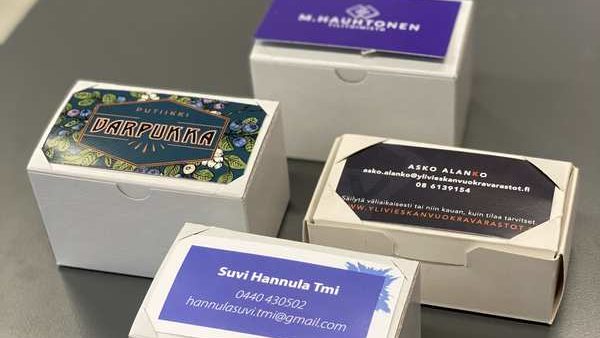 M.HAUHTONEN
TILITOIMISTO
PUTIIKKI
DARPUKKA
ASKO ALANKO
asko.alanko@ylivieskanvuokravarastot.fi
08 6139154
Säilytä väliaikaisesti tai niin kauan, kuin tilaa tarvitset
WWW.YLIVIESKANVUOKRAVARASTOT.
Suvi Hannula Tmi
0440 430502
hannulasuvi.tmi@gmail.com